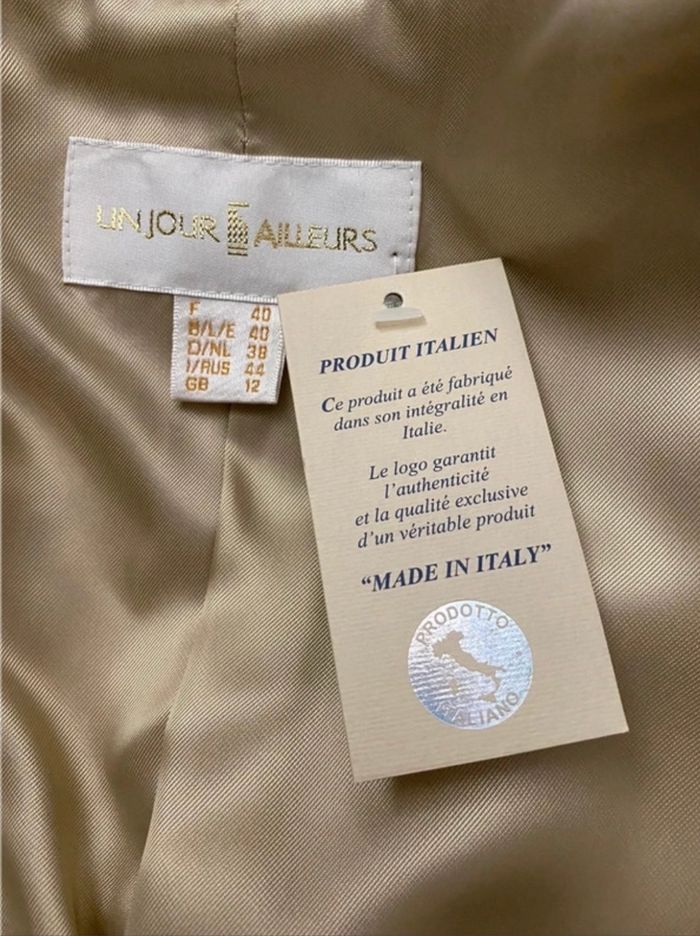 UN JOUR AILLEURS
F 40
B/L/E 40
D/NL 38
I/RUS 44
GB 12
PRODUIT ITALIEN
Ce produit a été fabriqué
dans son intégralité en
Italie.
Le logo garantit
l'authenticité
et la qualité exclusive
d'un véritable produit
“MADE IN ITALY”
PRODOTTO
ITALIANO